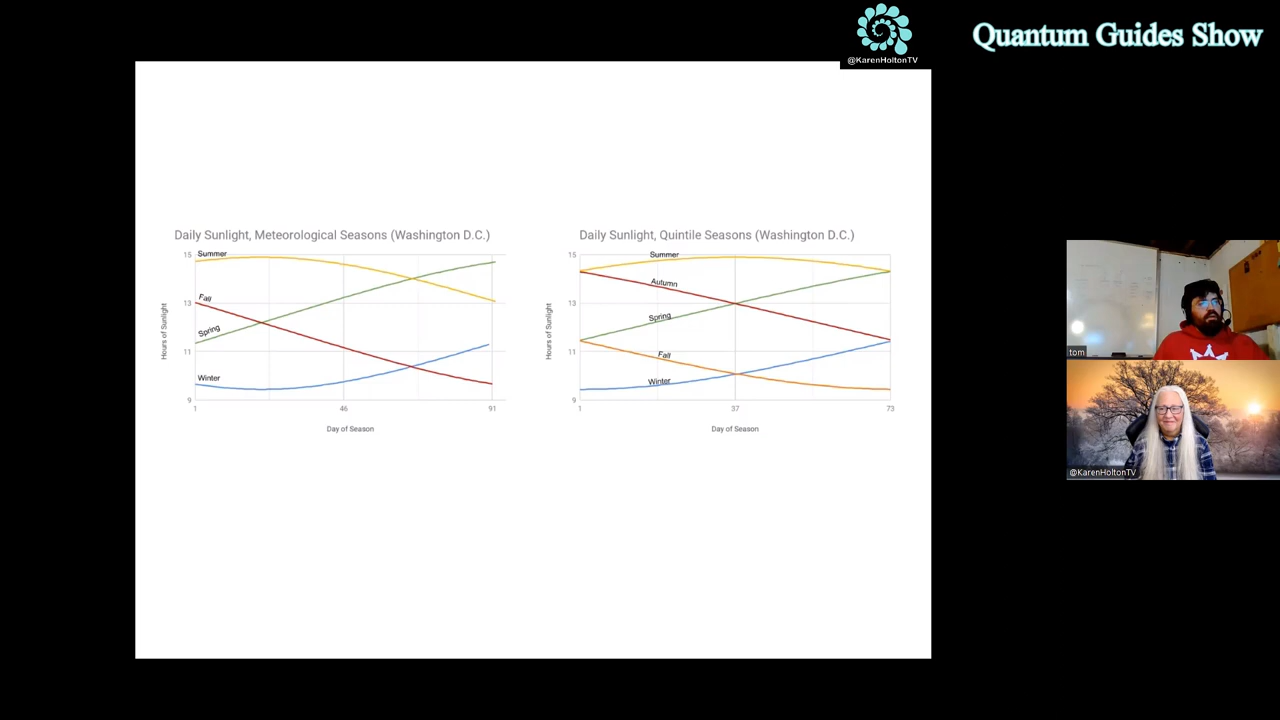 @KarenHoltonTV
Quantum Guides Show
Daily Sunlight, Meteorological Seasons (Washington D.C.)
15
13
11
9
Hours of Sunlight
Summer
Fall
Spring
Winter
1
46
91
Day of Season
Daily Sunlight, Quintile Seasons (Washington D.C.)
15
13
11
9
Hours of Sunlight
Summer
Autumn
Spring
Fall
Winter
1
37
73
Day of Season
tom
@KarenHoltonTV